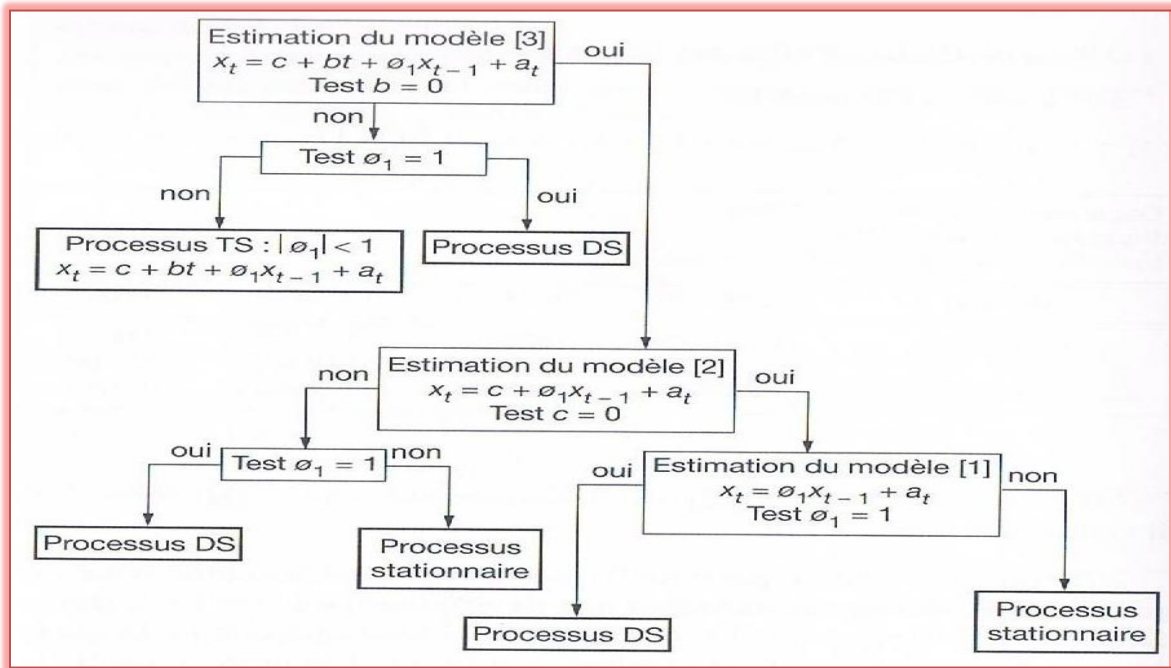 Estimation du modèle [3]
x_t = c + bt + ø_1x_{t – 1} + a_t
Test b = 0
oui
non
Test ø_1 = 1
non
oui
Processus TS : |ø_1| < 1
x_t = c + bt + ø_1x_{t – 1} + a_t
Processus DS
Estimation du modèle [2]
x_t = c + ø_1x_{t – 1} + a_t
Test c = 0
non
oui
oui
Test ø_1 = 1
non
oui
Estimation du modèle [1]
x_t = ø_1x_{t – 1} + a_t
Test ø_1 = 1
non
Processus DS
Processus
stationnaire
Processus DS
Processus
stationnaire